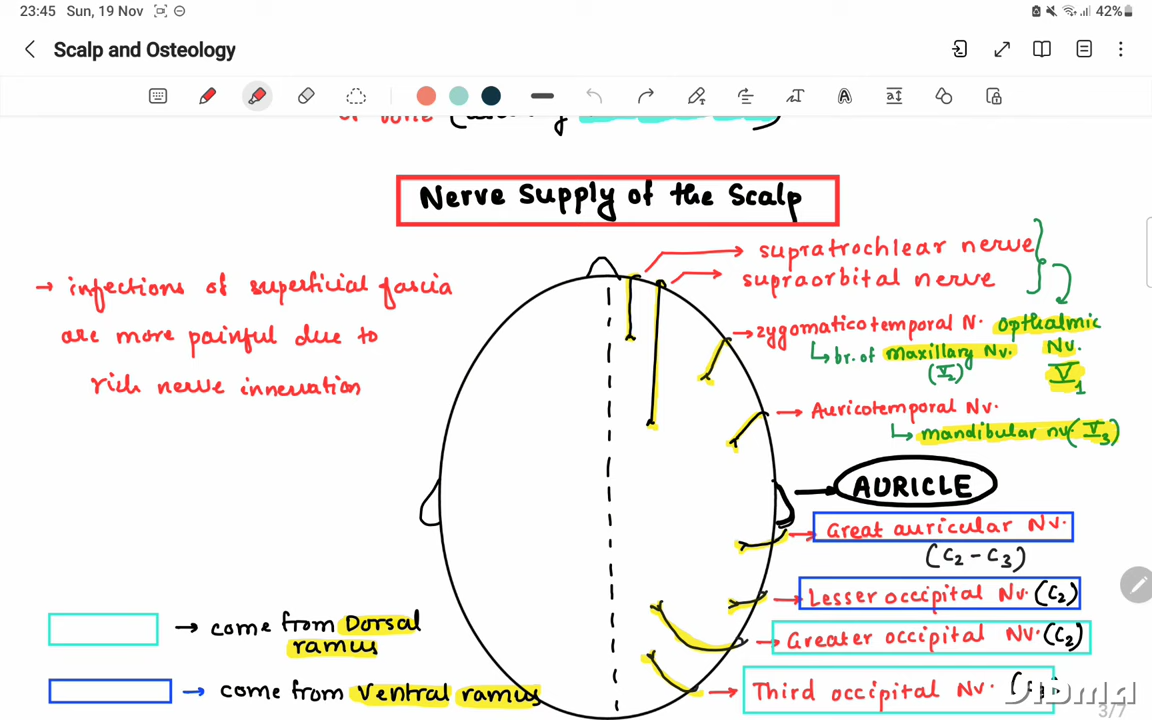 23:45 Sun, 19 Nov
42%
Scalp and Osteology
Nerve Supply of the Scalp
→ infections of superficial fascia
are more painful due to
rich nerve innervation
supratrochlear nerve
supraorbital nerve
opthalmic
Nv.
V1
zygomaticotemporal N.
br. of maxillary Nv.
(V2)
Auricotemporal Nv.
mandibular nv. (V3)
AURICLE
Great auricular Nv.
(C2 - C3)
Lesser occipital Nv. (C2)
Greater occipital Nv. (C2)
Third occipital Nv.
→ come from Dorsal
ramus
→ come from Ventral ramus
3/7